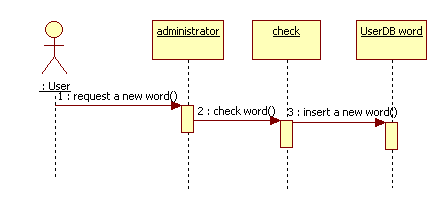 administrator
check
UserDB word
: User
1 : request a new word()
2 : check word()
3 : insert a new word()